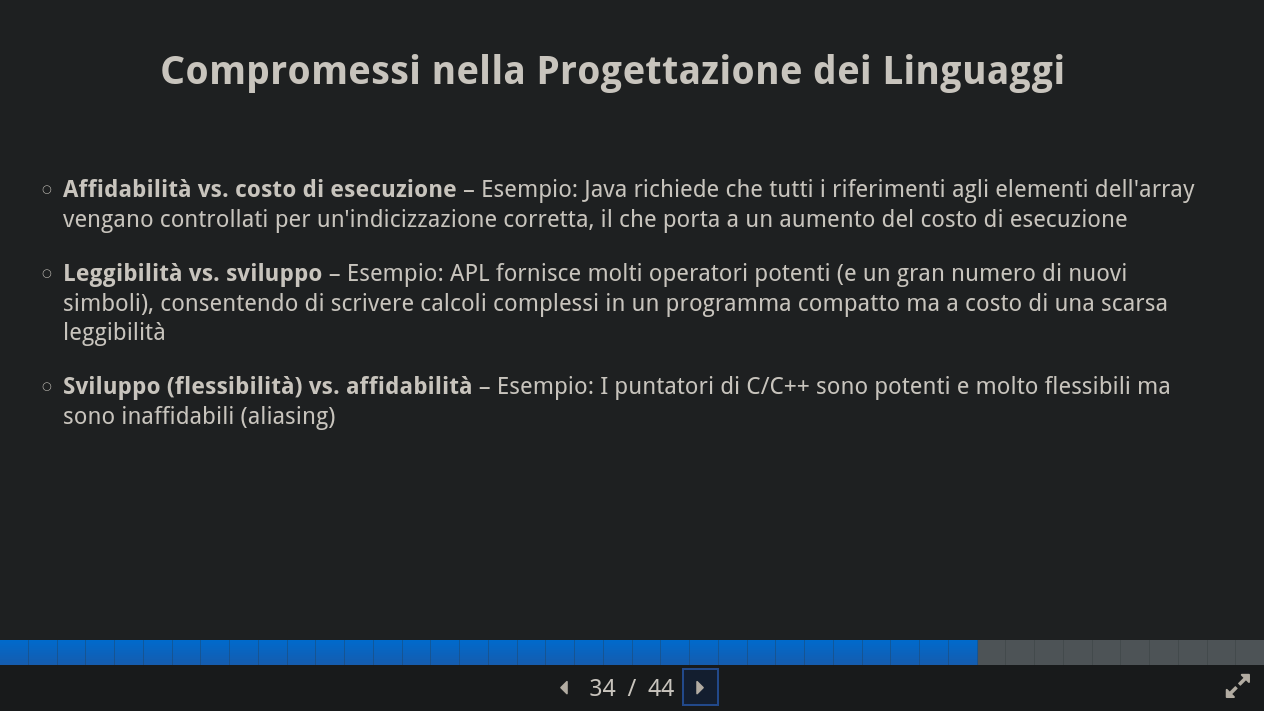 Compromessi nella Progettazione dei Linguaggi
Affidabilità vs. costo di esecuzione – Esempio: Java richiede che tutti i riferimenti agli elementi dell'array
vengano controllati per un'indicizzazione corretta, il che porta a un aumento del costo di esecuzione
Leggibilità vs. sviluppo – Esempio: APL fornisce molti operatori potenti (e un gran numero di nuovi
simboli), consentendo di scrivere calcoli complessi in un programma compatto ma a costo di una scarsa
leggibilità
Sviluppo (flessibilità) vs. affidabilità – Esempio: I puntatori di C/C++ sono potenti e molto flessibili ma
sono inaffidabili (aliasing)
34 / 44